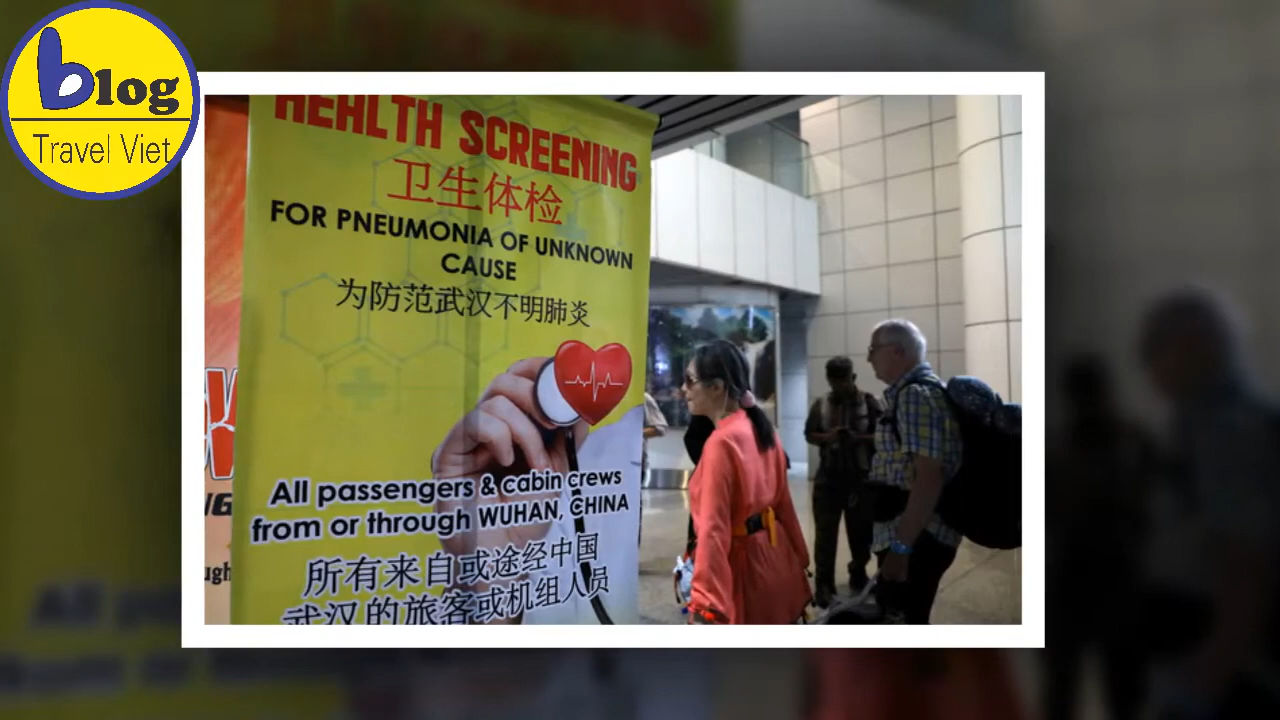 blog
Travel Viet
HEALTH SCREENING
卫生体检
FOR PNEUMONIA OF UNKNOWN
CAUSE
为防范武汉不明肺炎
All passengers & cabin crews
from or through WUHAN, CHINA
所有来自或途经中国
武汉的旅客或机组人员